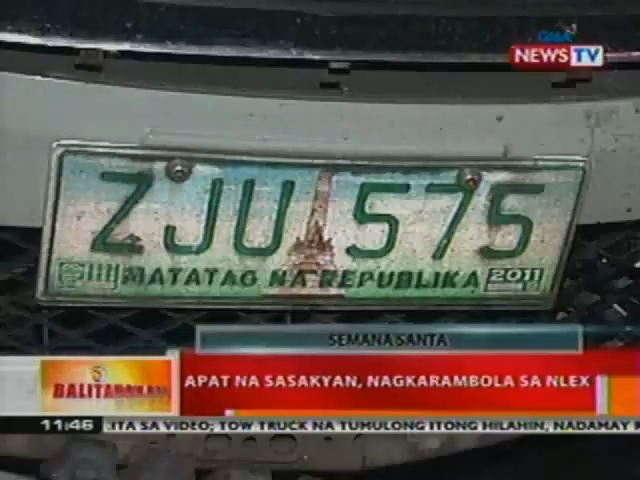 GMA
NEWS TV
ZJU 575
MATATAG NA REPUBLIKA 2011
SEMANA SANTA
BALITANGHALI
APAT NA SASAKYAN, NAGKARAMBOLA SA NLEX
11:46 ITA SA VIDEO; TOW TRUCK NA TUMULONG ITONG HILAHIN, NADAMAY